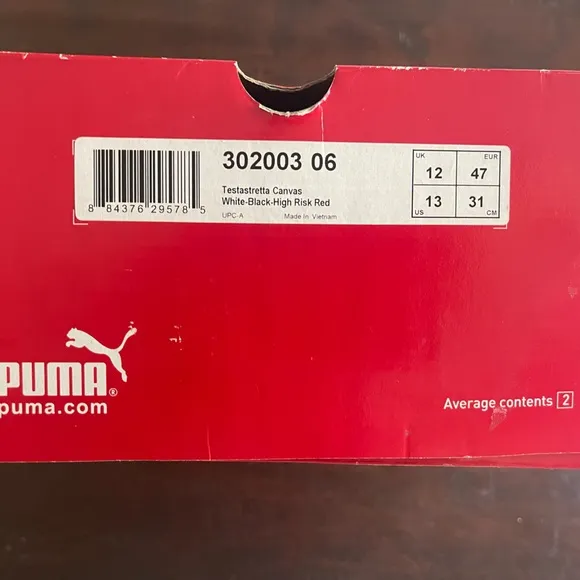 302003 06
Testastretta Canvas
White-Black-High Risk Red
UPC-A Made In Vietnam
8 84376 29578 5
UK EUR
12 47
13 31
US CM
PUMA®
puma.com
Average contents 2